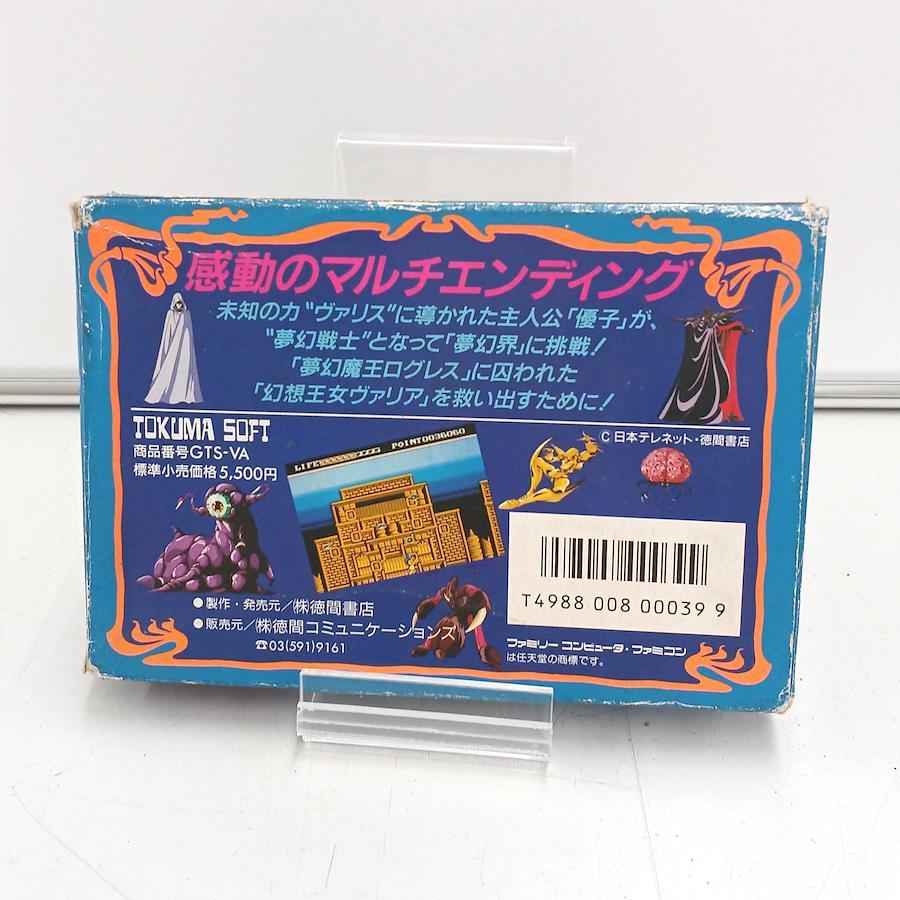 感動のマルチエンディング
未知の力“ヴァリス”に導かれた主人公「優子」が、
“夢幻戦士”となって「夢幻界」に挑戦!
「夢幻魔王ログレス」に囚われた
「幻想王女ヴァリア」を救い出すために!
TOKUMA SOFT
商品番号GTS-VA
標準小売価格5,500円
©日本テレネット・徳間書店
LIFE
POINT0036060
T4988 008 00039 9
●製作・発売元/㈱徳間書店
●販売元/㈱徳間コミュニケーションズ
☎03(591)9161
ファミリー コンピュータ・ファミコン
は任天堂の商標です。